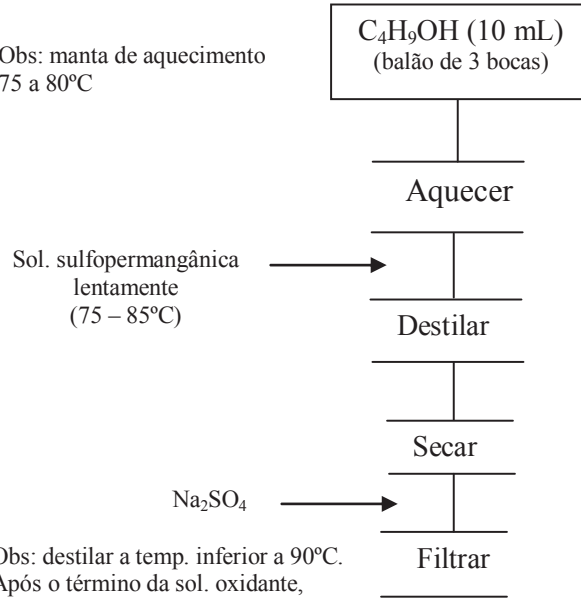 C₄H₉OH (10 mL)
(balão de 3 bocas)
Obs: manta de aquecimento
75 a 80ºC
Aquecer
Sol. sulfopermangânica
lentamente
(75 – 85ºC)
Destilar
Secar
Na₂SO₄
Filtrar
Obs: destilar a temp. inferior a 90ºC.
Após o término da sol. oxidante,